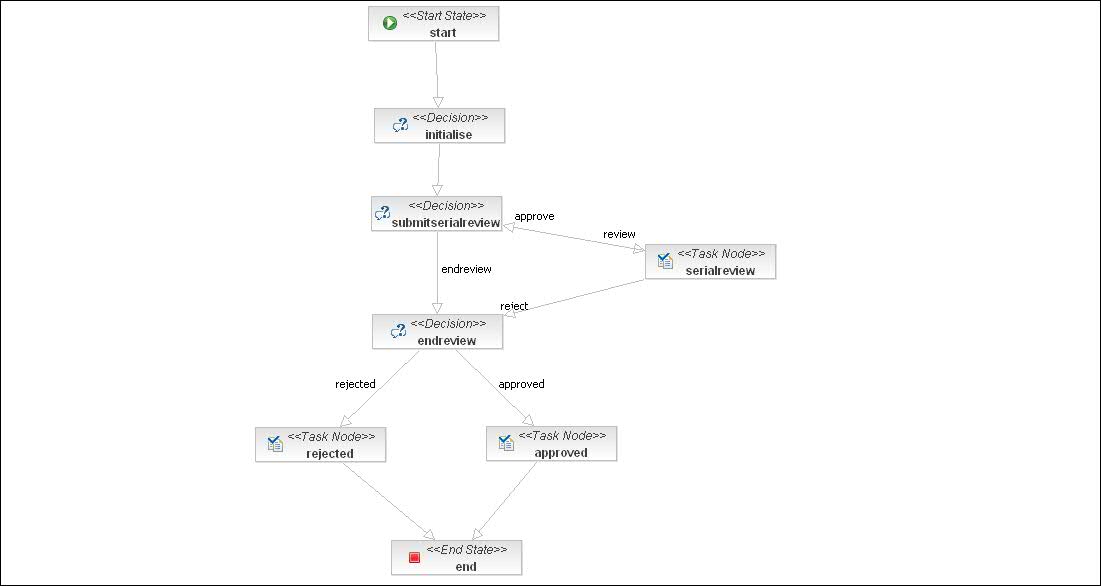 <<Start State>>
start
<<Decision>>
initialise
<<Decision>>
submitserialreview
approve
review
<<Task Node>>
serialreview
endreview
reject
<<Decision>>
endreview
rejected
approved
<<Task Node>>
rejected
<<Task Node>>
approved
<<End State>>
end